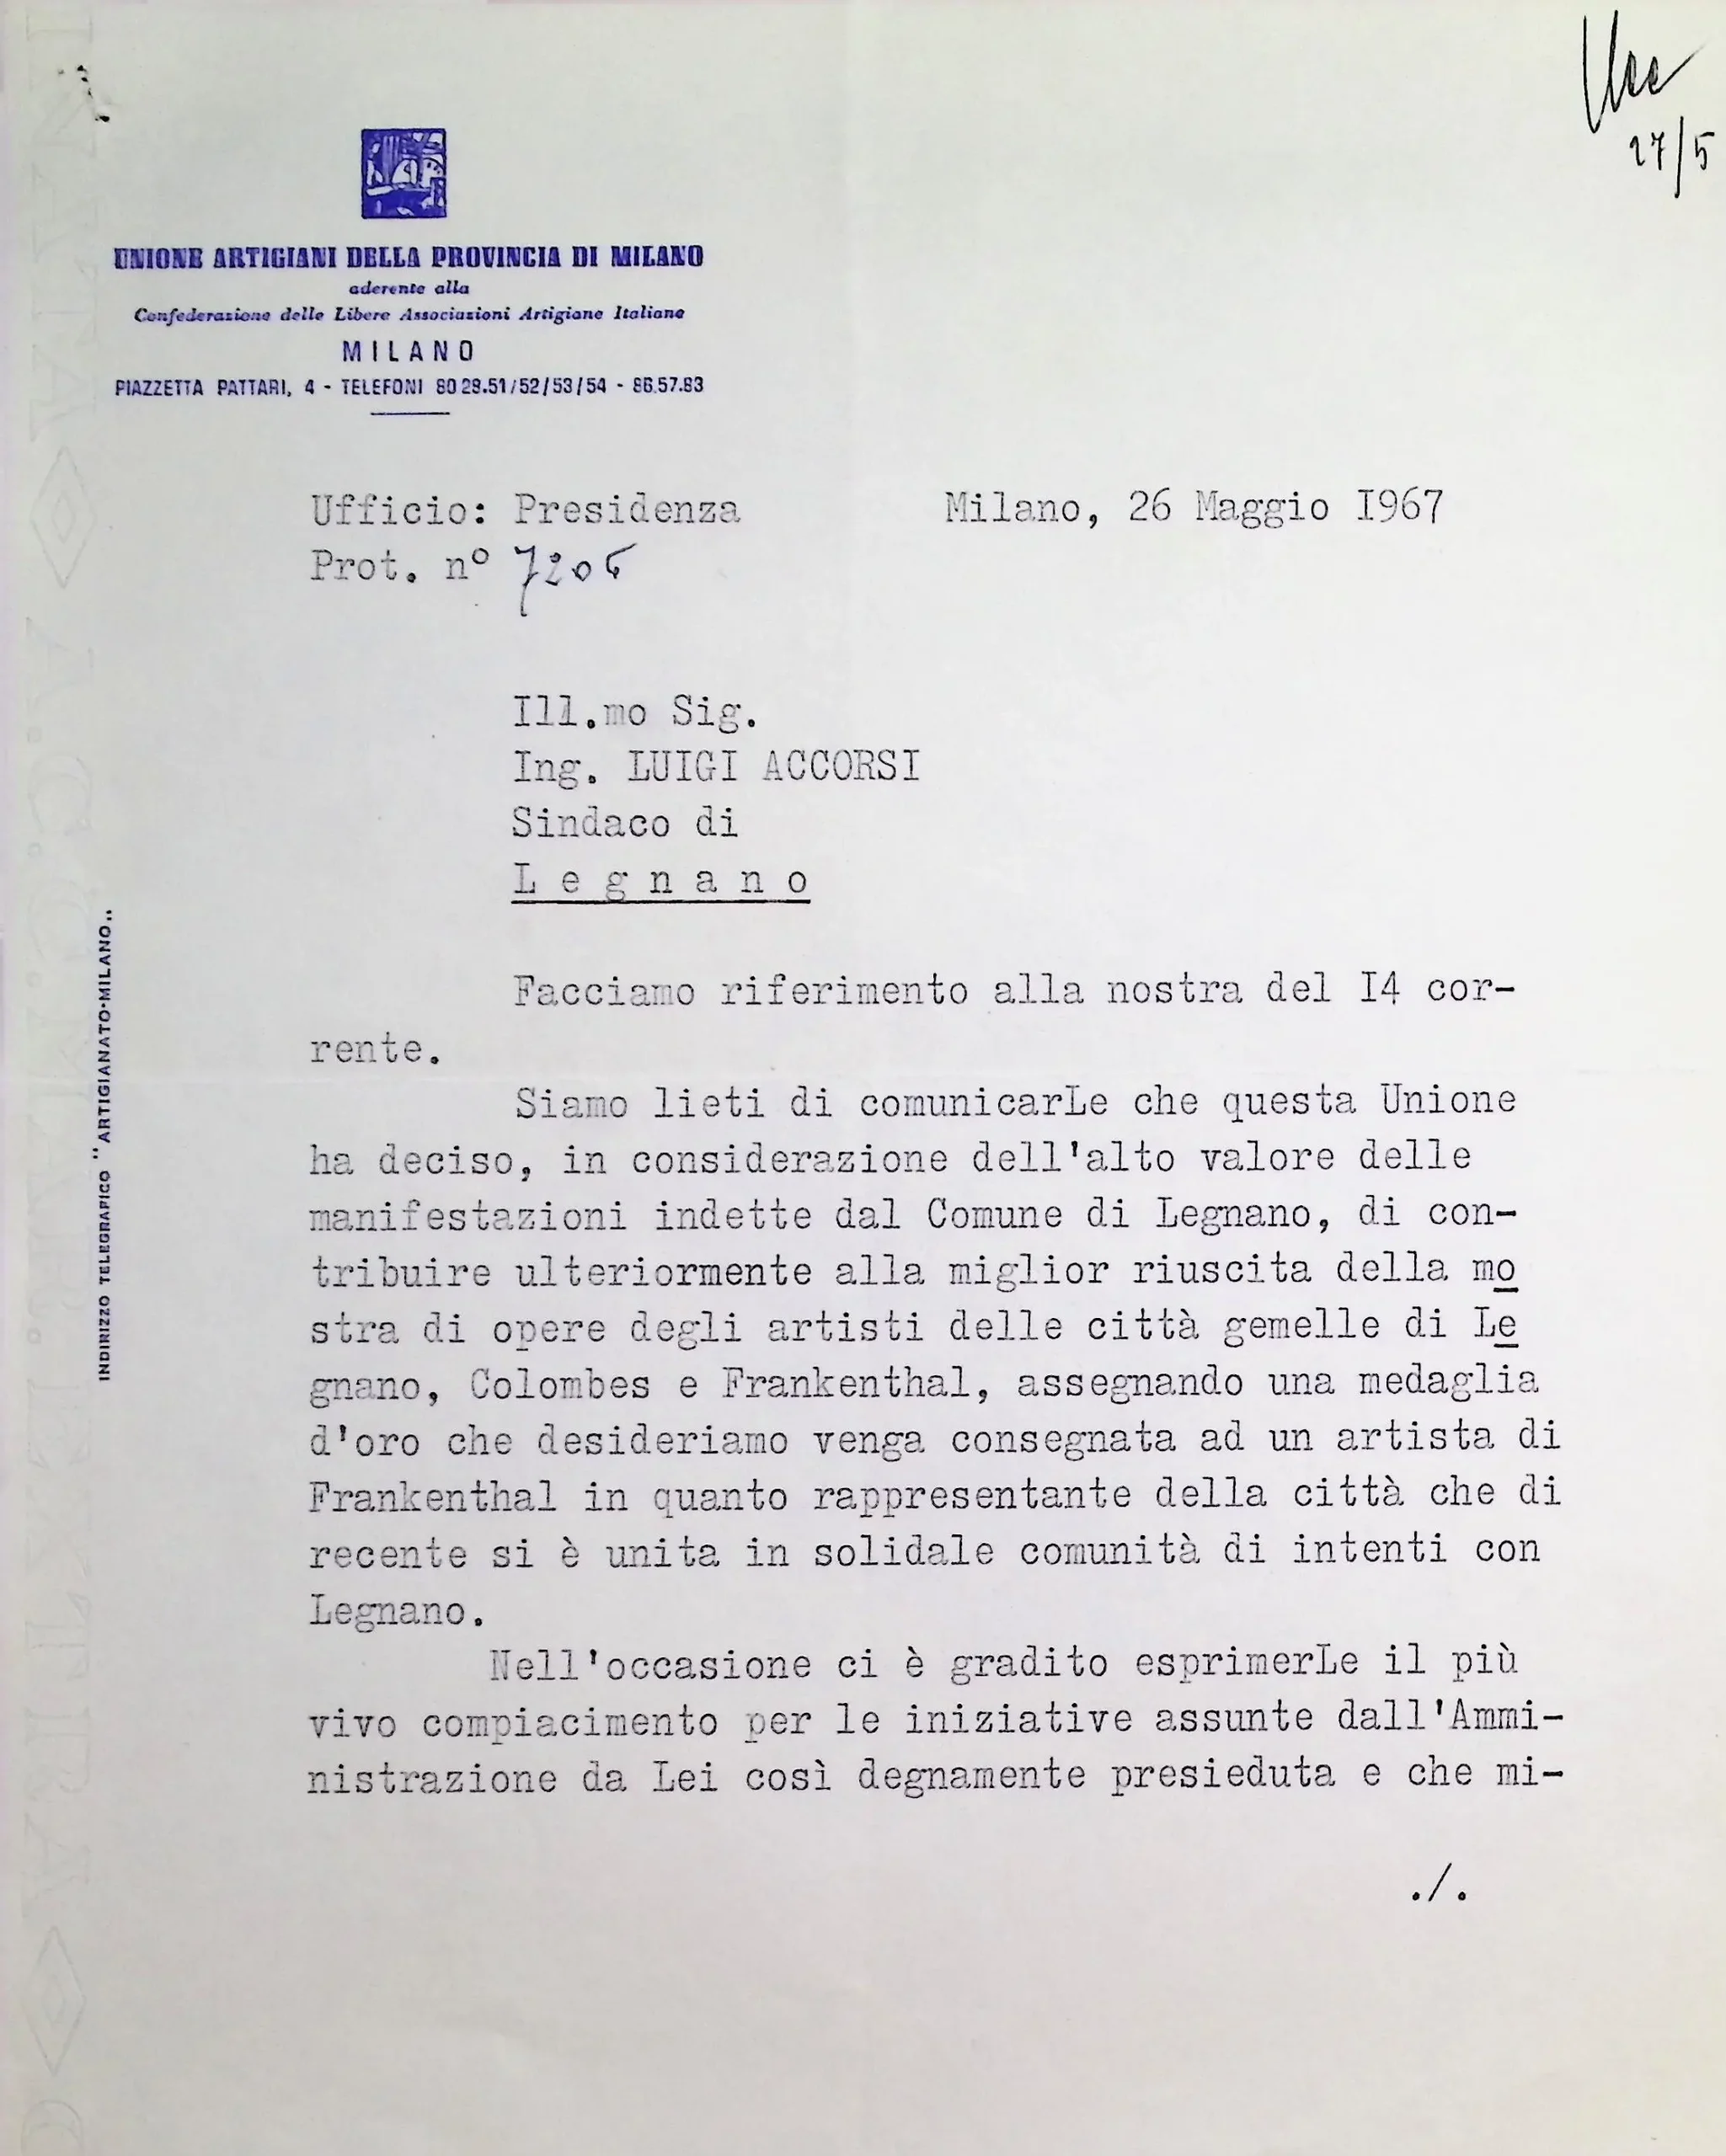 27/5
UNIONE ARTIGIANI DELLA PROVINCIA DI MILANO
aderente alla
Confederazione delle Libere Associazioni Artigiane Italiane
MILANO
PIAZZETTA PATTARI, 4 - TELEFONI 80 28.51/52/53/54 - 86.57.83
Ufficio: Presidenza Milano, 26 Maggio I967
Prot. n° 7206
Ill.mo Sig.
Ing. LUIGI ACCORSI
Sindaco di
L e g n a n o
Facciamo riferimento alla nostra del I4 cor-
rente.
Siamo lieti di comunicarLe che questa Unione
ha deciso, in considerazione dell'alto valore delle
manifestazioni indette dal Comune di Legnano, di con-
tribuire ulteriormente alla miglior riuscita della mo
stra di opere degli artisti delle città gemelle di Le
gnano, Colombes e Frankenthal, assegnando una medaglia
d'oro che desideriamo venga consegnata ad un artista di
Frankenthal in quanto rappresentante della città che di
recente si è unita in solidale comunità di intenti con
Legnano.
Nell'occasione ci è gradito esprimerLe il più
vivo compiacimento per le iniziative assunte dall'Ammi-
nistrazione da Lei così degnamente presieduta e che mi-
./.
INDIRIZZO TELEGRAFICO "ARTIGIANATO-MILANO„